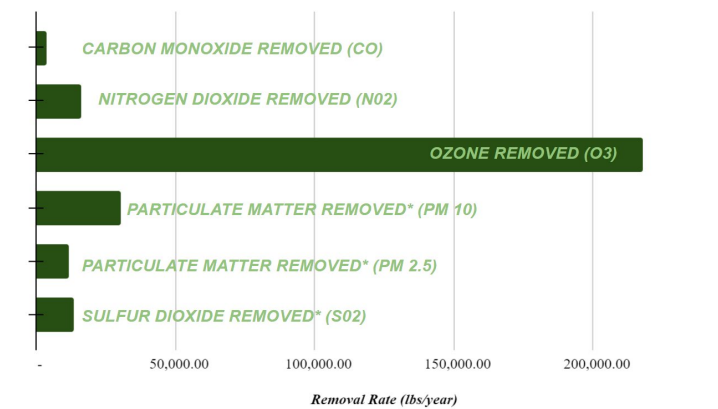 CARBON MONOXIDE REMOVED (CO)
NITROGEN DIOXIDE REMOVED (N02)
OZONE REMOVED (O3)
PARTICULATE MATTER REMOVED* (PM 10)
PARTICULATE MATTER REMOVED* (PM 2.5)
SULFUR DIOXIDE REMOVED* (S02)
- 50,000.00 100,000.00 150,000.00 200,000.00
Removal Rate (lbs/year)